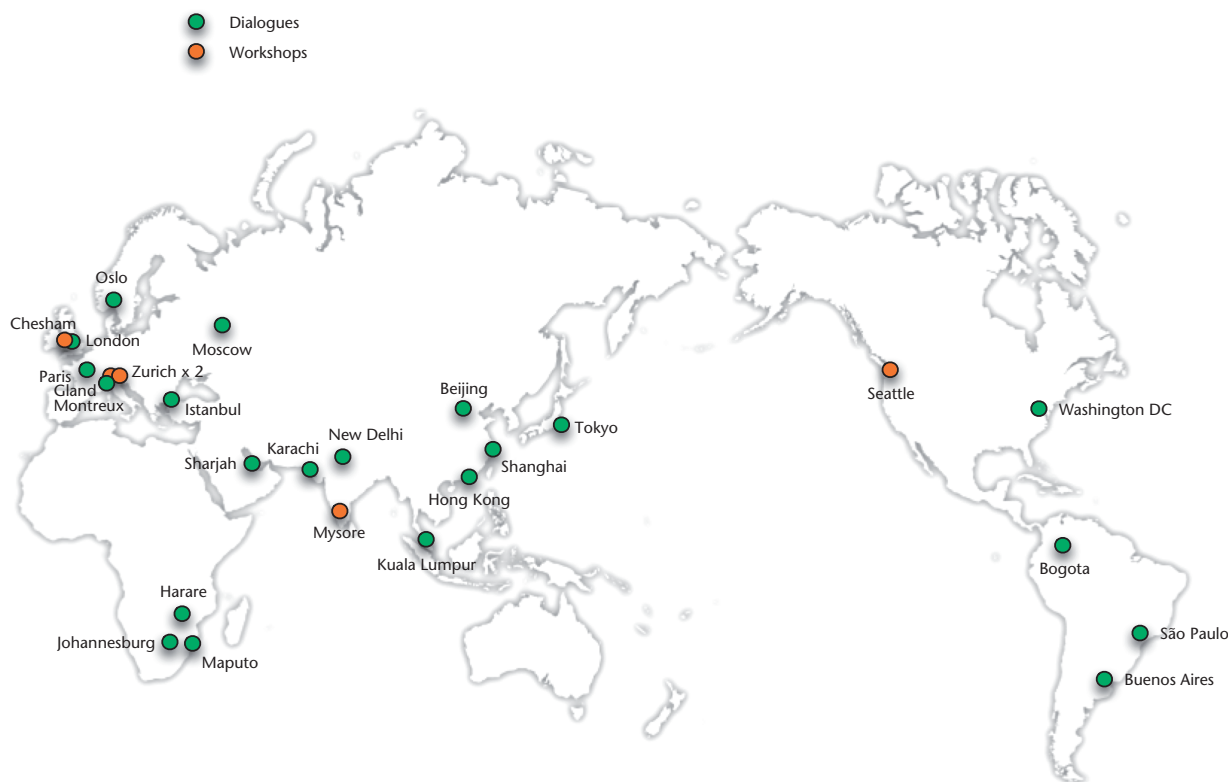 Dialogues
Workshops
Oslo
Chesham
London
Moscow
Paris
Zurich x 2
Gland
Montreux
Istanbul
Beijing
Tokyo
Seattle
Washington DC
New Delhi
Karachi
Sharjah
Shanghai
Hong Kong
Mysore
Kuala Lumpur
Bogota
Harare
Johannesburg
Maputo
São Paulo
Buenos Aires